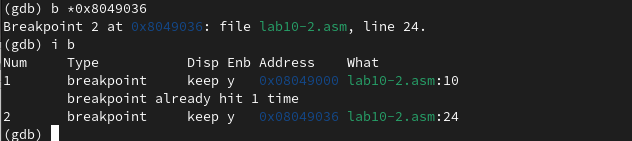 (gdb) b *0x8049036
Breakpoint 2 at 0x8049036: file lab10-2.asm, line 24.
(gdb) i b
Num     Type           Disp Enb Address    What
1       breakpoint     keep y   0x08049000 lab10-2.asm:10
        breakpoint already hit 1 time
2       breakpoint     keep y   0x08049036 lab10-2.asm:24
(gdb)